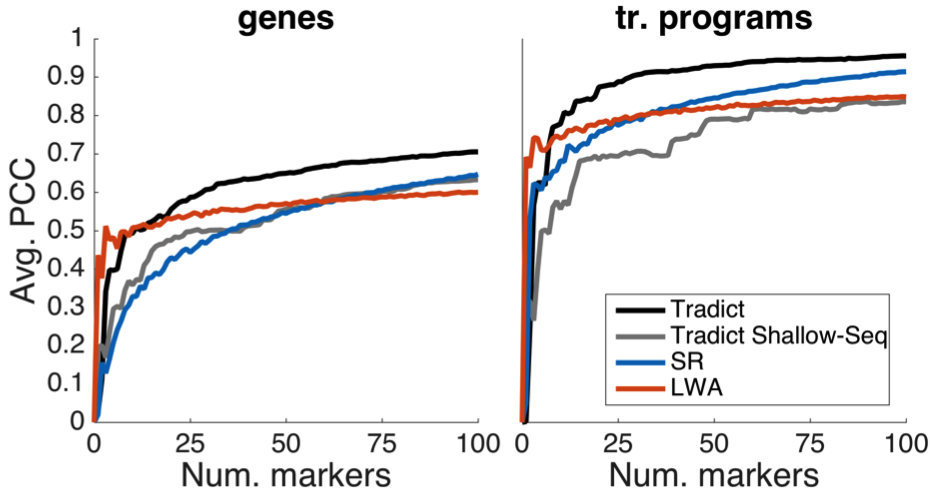 genes
tr. programs
Avg. PCC
1
0.9
0.8
0.7
0.6
0.5
0.4
0.3
0.2
0.1
0
0 25 50 75 100
Num. markers
0 25 50 75 100
Num. markers
Tradict
Tradict Shallow-Seq
SR
LWA